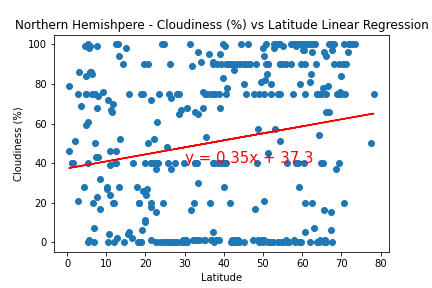 Northern Hemishpere - Cloudiness (%) vs Latitude Linear Regression
100
80
60
40
20
0
Cloudiness (%)
y = 0.35x + 37.3
0 10 20 30 40 50 60 70 80
Latitude